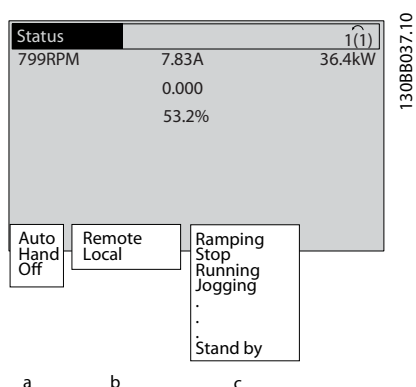 Status
1(1)
799RPM 7.83A 36.4kW
0.000
53.2%
Auto
Hand
Off
Remote
Local
Ramping
Stop
Running
Jogging
.
.
.
Stand by
a b c
130BB037.10